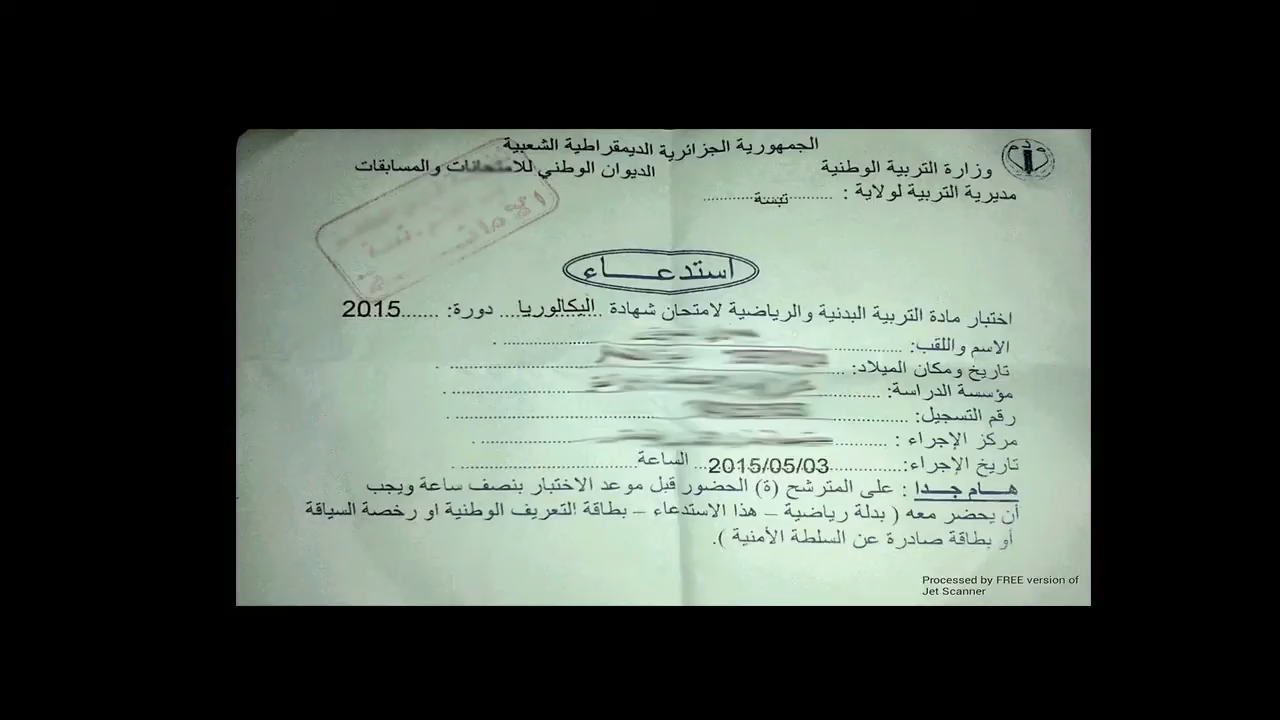 الجمهورية الجزائرية الديمقراطية الشعبية
وزارة التربية الوطنية
الديوان الوطني للامتحانات والمسابقات
مديرية التربية لولاية : ................تبسة................
استدعـــــاء
اختبار مادة التربية البدنية والرياضية لامتحان شهادة ..البكالوريا.... دورة: .......2015
الاسم واللقب:
تاريخ ومكان الميلاد:
مؤسسة الدراسة:
رقم التسجيل:
مركز الإجراء :
تاريخ الإجراء:................2015/05/03.. الساعة................................
هـــام جـــدا : على المترشح (ة) الحضور قبل موعد الاختبار بنصف ساعة ويجب
أن يحضر معه ( بدلة رياضية – هذا الاستدعاء – بطاقة التعريف الوطنية او رخصة السياقة
أو بطاقة صادرة عن السلطة الأمنية ).
Processed by FREE version of
Jet Scanner